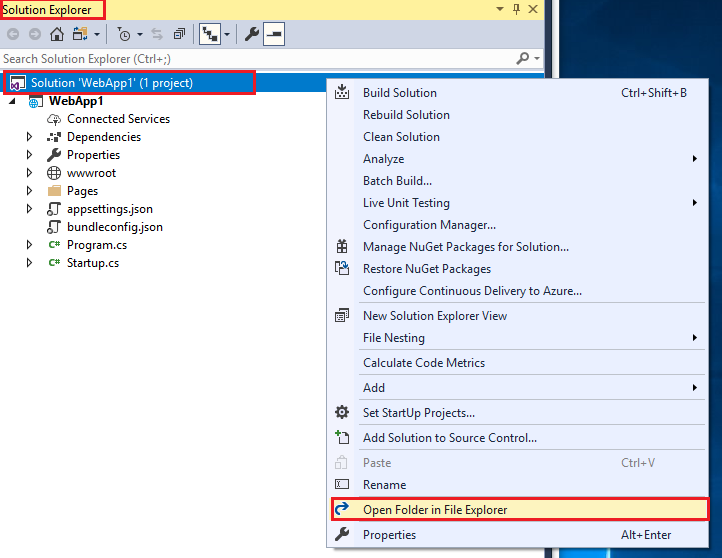 Solution Explorer
Search Solution Explorer (Ctrl+;)
Solution 'WebApp1' (1 project)
WebApp1
Connected Services
Dependencies
Properties
wwwroot
Pages
appsettings.json
bundleconfig.json
C# Program.cs
C# Startup.cs
Build Solution Ctrl+Shift+B
Rebuild Solution
Clean Solution
Analyze
Batch Build...
Live Unit Testing
Configuration Manager...
Manage NuGet Packages for Solution...
Restore NuGet Packages
Configure Continuous Delivery to Azure...
New Solution Explorer View
File Nesting
Calculate Code Metrics
Add
Set StartUp Projects...
Add Solution to Source Control...
Paste Ctrl+V
Rename
Open Folder in File Explorer
Properties Alt+Enter